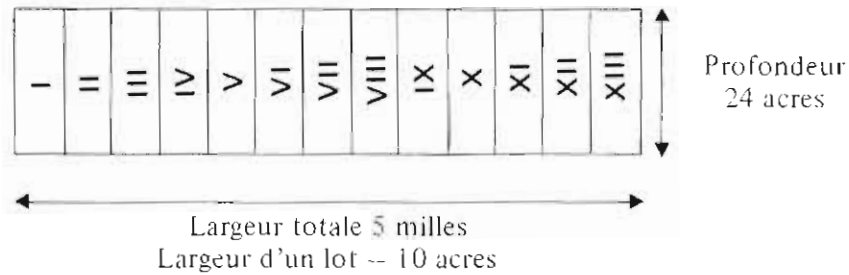 I
II
III
IV
V
VI
VII
VIII
IX
X
XI
XII
XIII
Profondeur
24 acres
Largeur totale 5 milles
Largeur d'un lot -- 10 acres